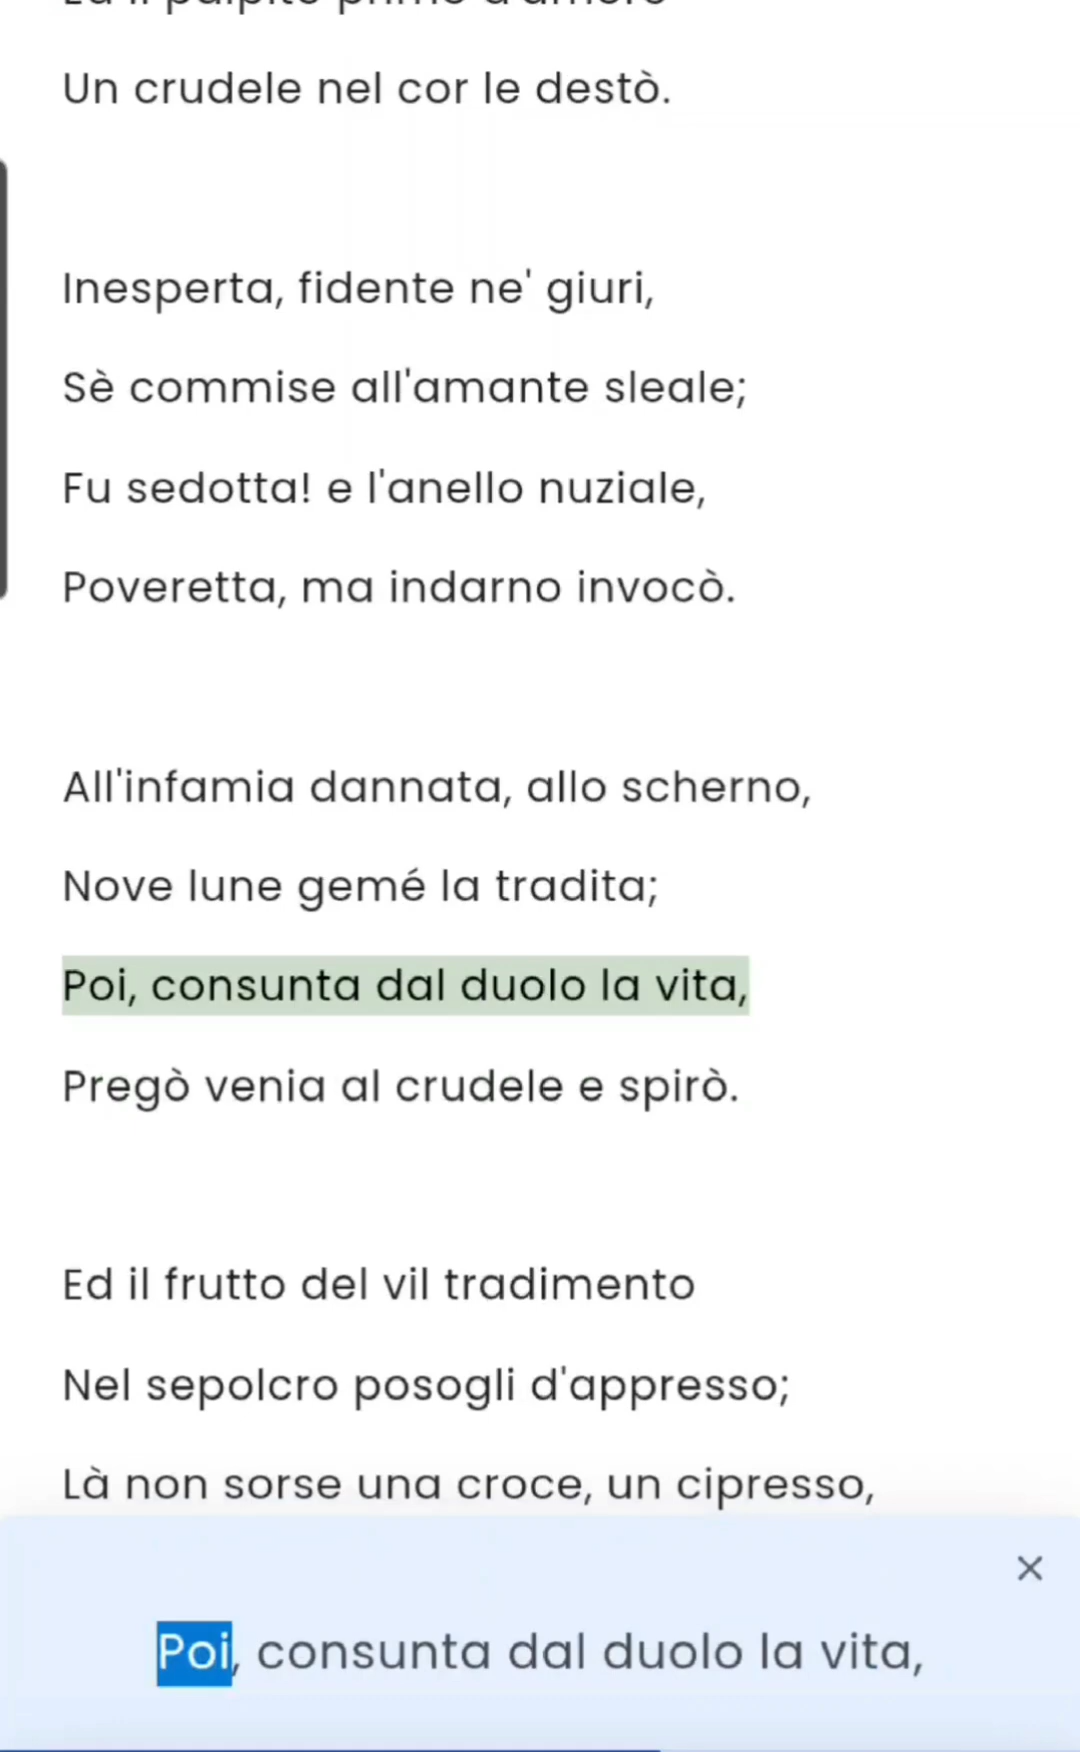 Un crudele nel cor le destò.
Inesperta, fidente ne' giuri,
Sè commise all'amante sleale;
Fu sedotta! e l'anello nuziale,
Poveretta, ma indarno invocò.
All'infamia dannata, allo scherno,
Nove lune gemé la tradita;
Poi, consunta dal duolo la vita,
Pregò venia al crudele e spirò.
Ed il frutto del vil tradimento
Nel sepolcro posogli d'appresso;
Là non sorse una croce, un cipresso,
Poi, consunta dal duolo la vita,